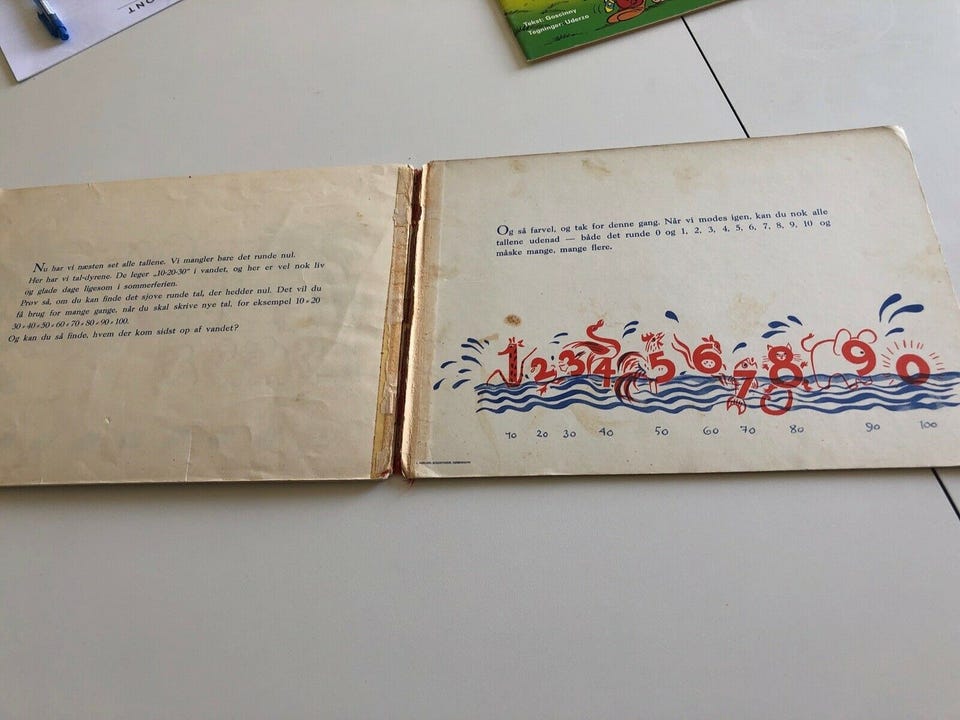 ONT
Tekst: Goscinny
Tegninger: Uderzo
Nu har vi næsten set alle tallene. Vi mangler bare det runde nul.
Her har vi tal-dyrene. De leger „10-20-30“ i vandet, og her er vel nok liv
og glade dage ligesom i sommerferien.
Prøv så, om du kan finde det sjove runde tal, der hedder nul. Det vil du
få brug for mange gange, når du skal skrive nye tal, for eksempel 10 - 20
30 - 40 - 50 - 60 - 70 - 80 - 90 - 100.
Og kan du så finde, hvem der kom sidst op af vandet?
Og så farvel, og tak for denne gang. Når vi mødes igen, kan du nok alle
tallene udenad — både det runde 0 og 1, 2, 3, 4, 5, 6, 7, 8, 9, 10 og
måske mange, mange flere.
1 2 3 4 5 6 7 8 9 0
10 20 30 40 50 60 70 80 90 100